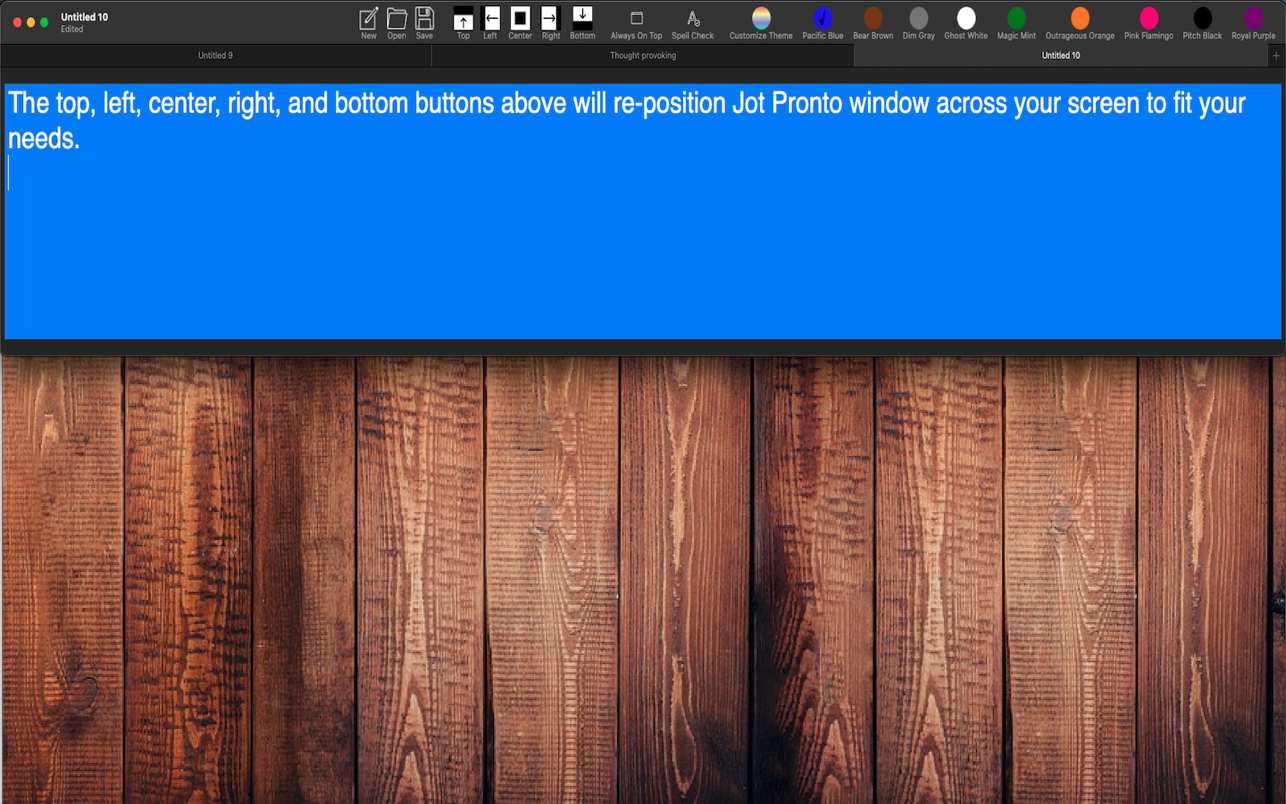 Untitled 10
Edited
New Open Save Top Left Center Right Bottom Always On Top Spell Check Customize Theme Pacific Blue Bear Brown Dim Gray Ghost White Magic Mint Outrageous Orange Pink Flamingo Pitch Black Royal Purple
Untitled 9 Thought provoking Untitled 10
The top, left, center, right, and bottom buttons above will re-position Jot Pronto window across your screen to fit your
needs.